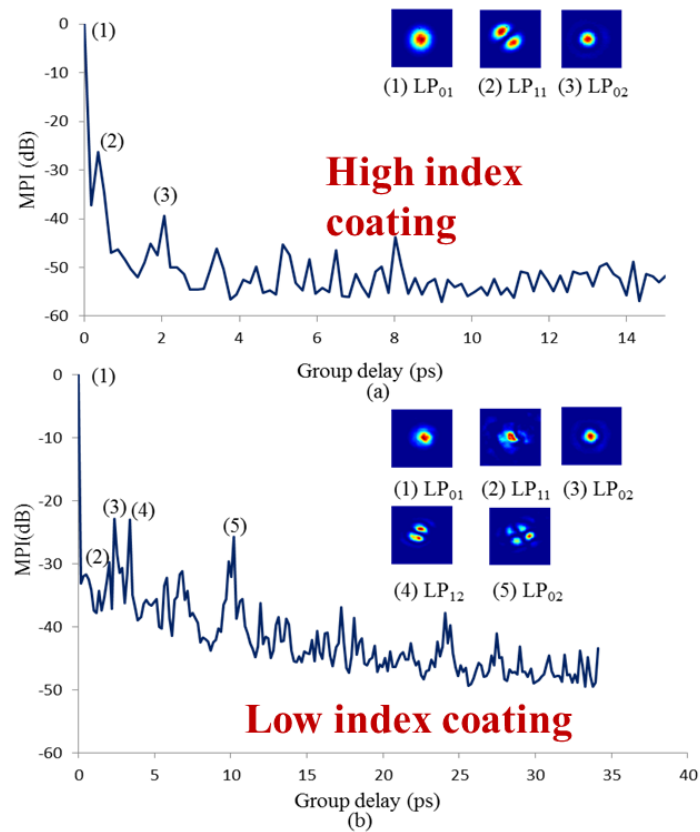 0
-10
-20
-30
-40
-50
-60
MPI (dB)
(1)
(2)
(3)
(1) LP01
(2) LP11
(3) LP02
High index
coating
0
2
4
6
8
10
12
14
Group delay (ps)
(a)
0
-10
-20
-30
-40
-50
-60
MPI(dB)
(1)
(2)
(3)
(4)
(5)
(1) LP01
(2) LP11
(3) LP02
(4) LP12
(5) LP02
Low index coating
0
5
10
15
20
25
30
35
40
Group delay (ps)
(b)